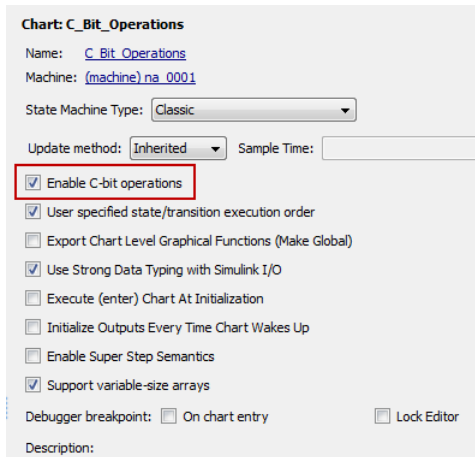 Chart: C_Bit_Operations
Name: C_Bit_Operations
Machine: (machine) na_0001
State Machine Type: Classic
Update method: Inherited Sample Time:
Enable C-bit operations
User specified state/transition execution order
Export Chart Level Graphical Functions (Make Global)
Use Strong Data Typing with Simulink I/O
Execute (enter) Chart At Initialization
Initialize Outputs Every Time Chart Wakes Up
Enable Super Step Semantics
Support variable-size arrays
Debugger breakpoint: On chart entry Lock Editor
Description: